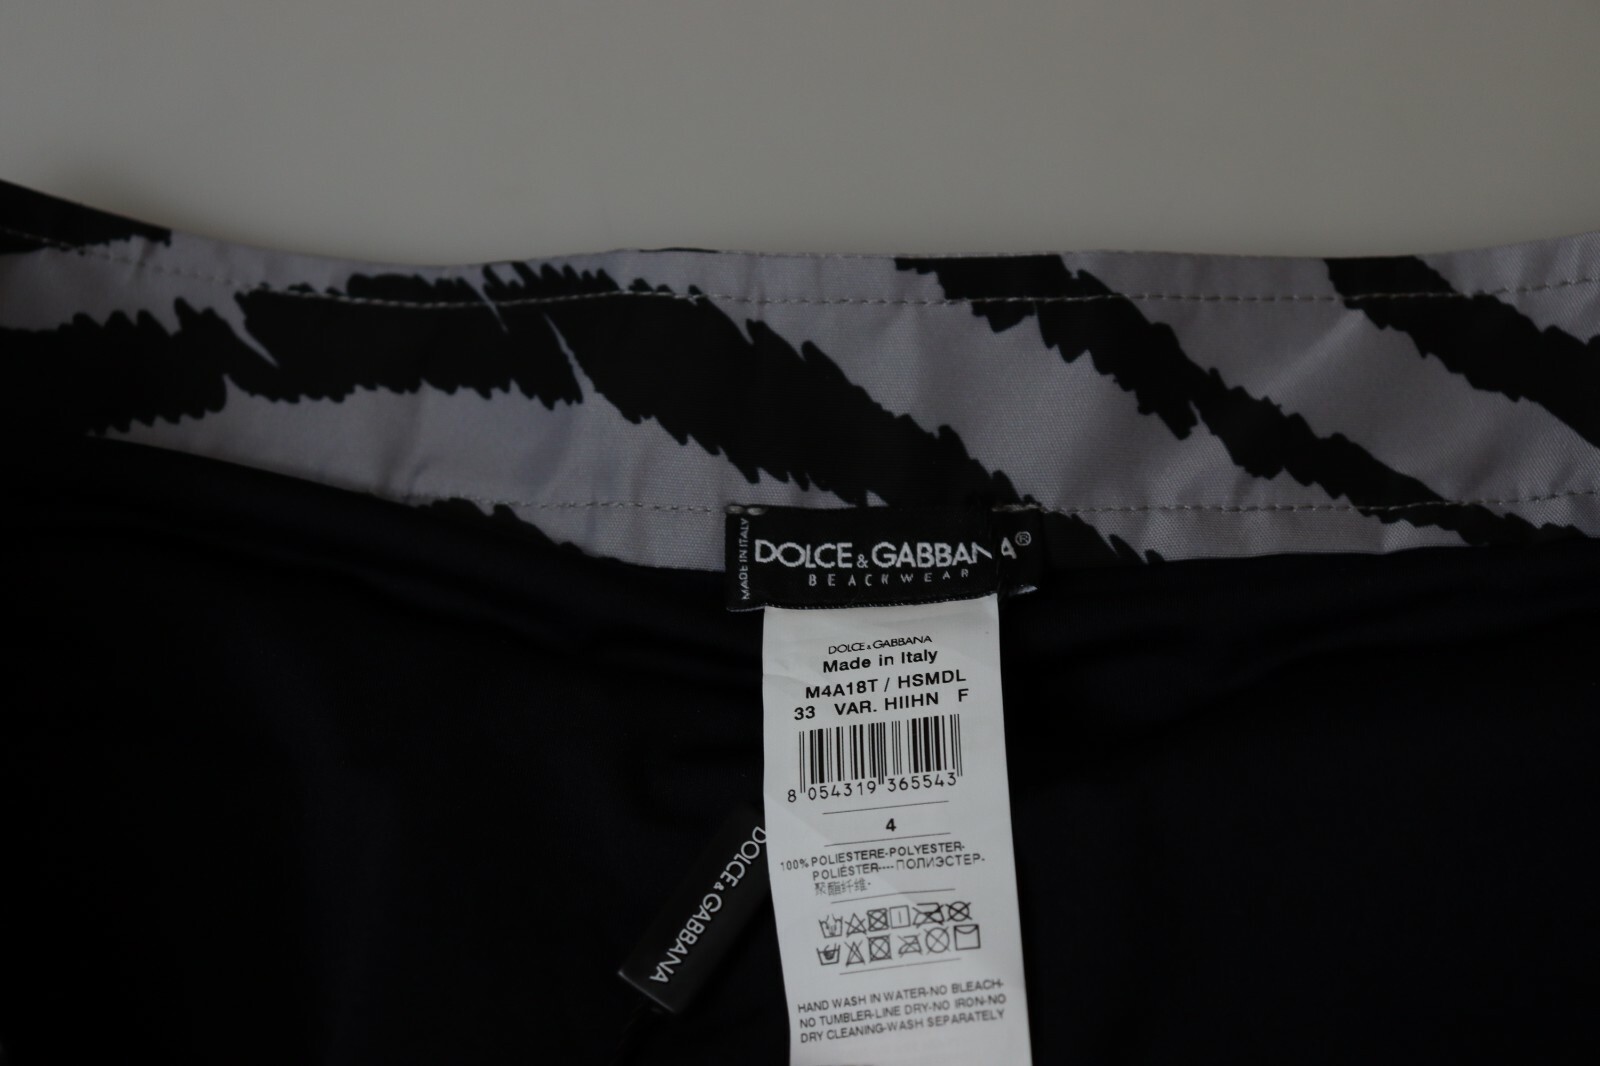 MADE IN ITALY
DOLCE & GABBANA®
BEACHWEAR
DOLCE & GABBANA
Made in Italy
M4A18T / HSMDL
33 VAR. HIIHN F
8 054319 365543
4
100% POLIESTERE-POLYESTER-
POLIÉSTER----ПОЛИЭСТЕР-
聚酯纤维-
HAND WASH IN WATER-NO BLEACH-
NO TUMBLER-LINE DRY-NO IRON-NO
DRY CLEANING-WASH SEPARATELY
DOLCE & GABBANA